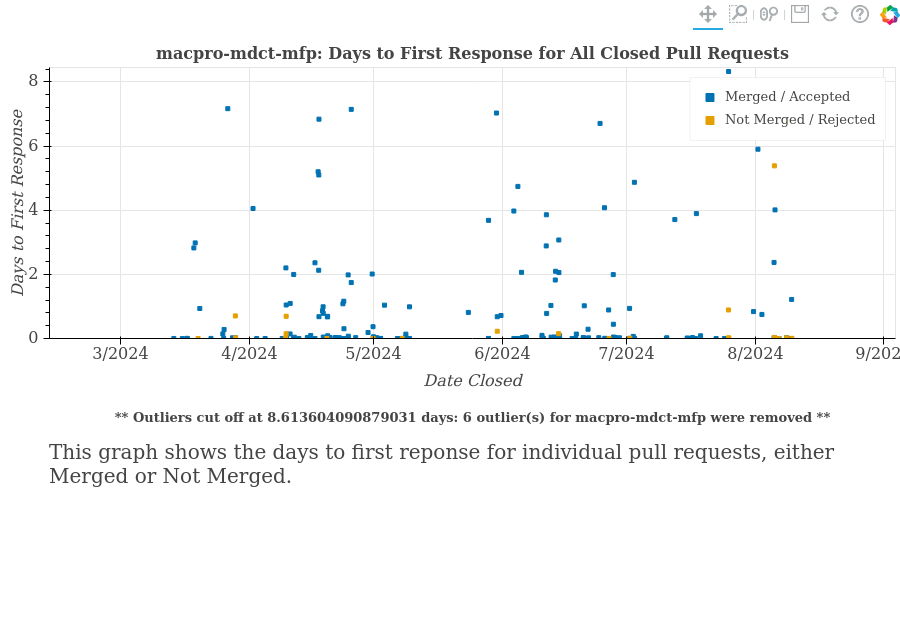 macpro-mdct-mfp: Days to First Response for All Closed Pull Requests
Merged / Accepted
Not Merged / Rejected
Days to First Response
8
6
4
2
0
3/2024
4/2024
5/2024
6/2024
7/2024
8/2024
9/202
Date Closed
** Outliers cut off at 8.613604090879031 days: 6 outlier(s) for macpro-mdct-mfp were removed **
This graph shows the days to first reponse for individual pull requests, either
Merged or Not Merged.